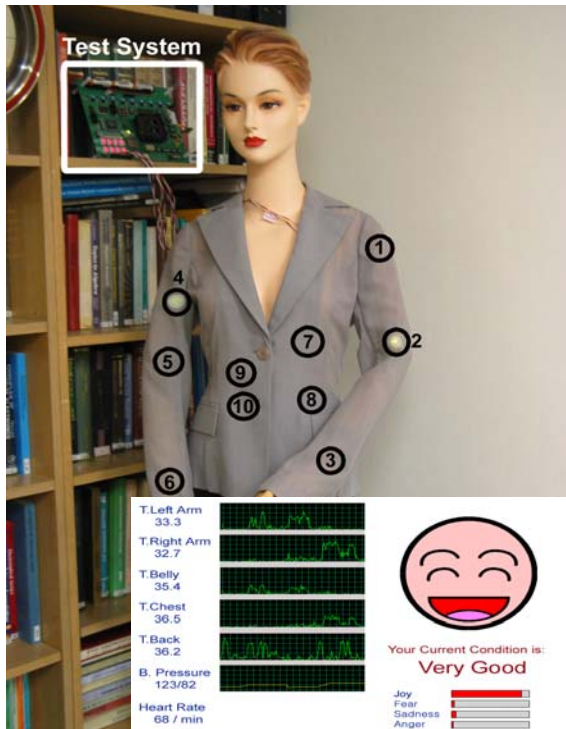 Test System
1
4
2
7
5
9
8
10
3
6
T.Left Arm
33.3
T.Right Arm
32.7
T.Belly
35.4
T.Chest
36.5
T.Back
36.2
B. Pressure
123/82
Heart Rate
68 / min
Your Current Condition is:
Very Good
Joy
Fear
Sadness
Anger